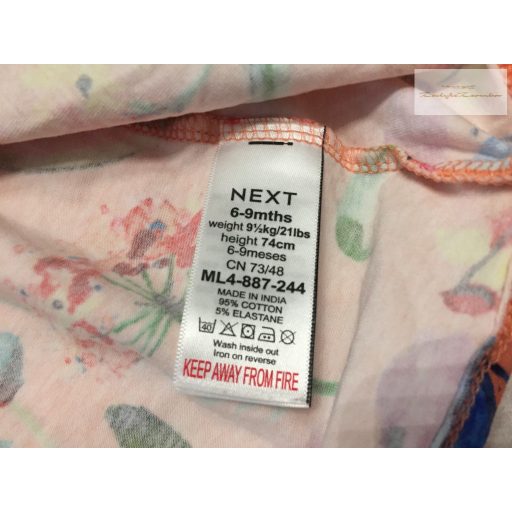 NEXT
6-9mths
weight 9½kg/21lbs
height 74cm
6-9meses
CN 73/48
ML4-887-244
MADE IN INDIA
95% COTTON
5% ELASTANE
40
Wash inside out
Iron on reverse
KEEP AWAY FROM FIRE